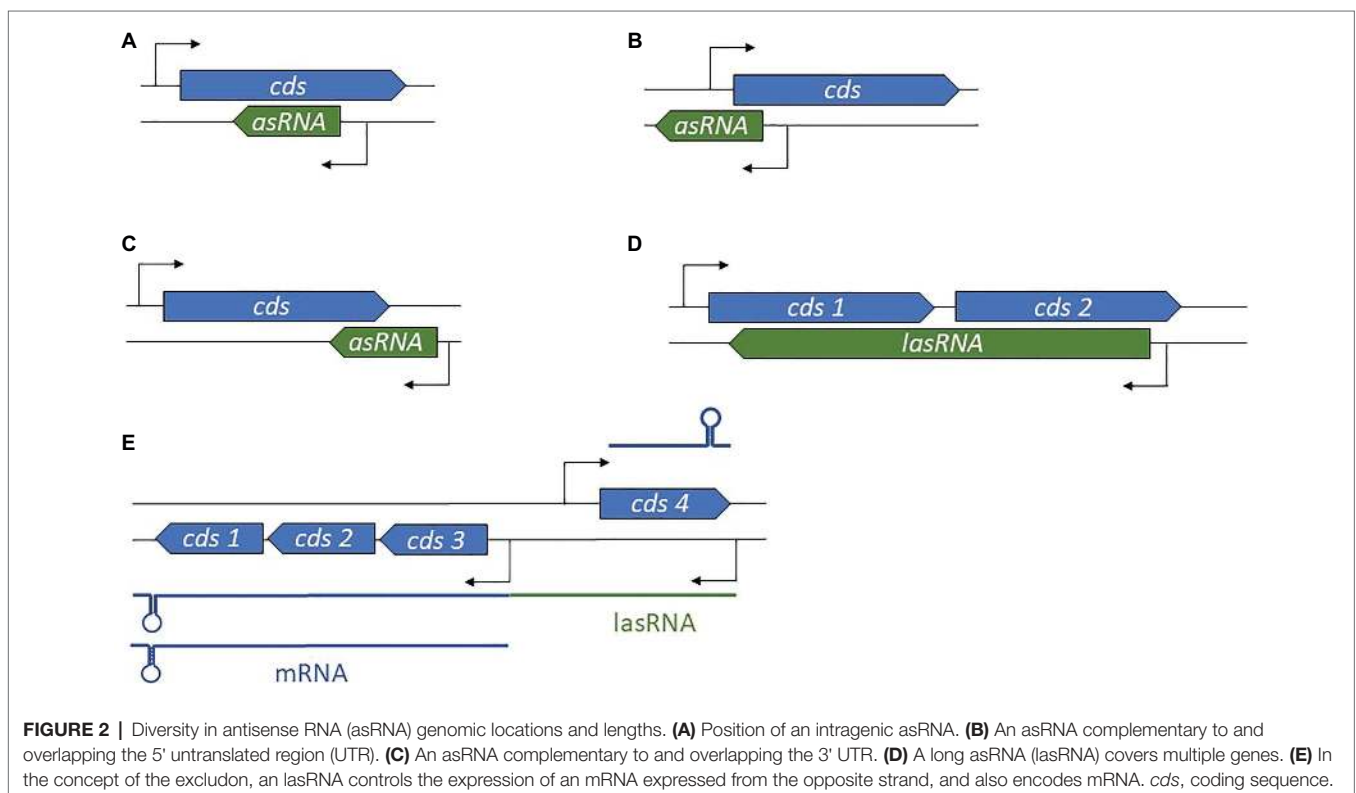 A
cds
asRNA
B
cds
asRNA
C
cds
asRNA
D
cds 1 cds 2
lasRNA
E
cds 4
cds 1 cds 2 cds 3
lasRNA
mRNA
FIGURE 2 | Diversity in antisense RNA (asRNA) genomic locations and lengths. (A) Position of an intragenic asRNA. (B) An asRNA complementary to and
overlapping the 5' untranslated region (UTR). (C) An asRNA complementary to and overlapping the 3' UTR. (D) A long asRNA (lasRNA) covers multiple genes. (E) In
the concept of the excludon, an lasRNA controls the expression of an mRNA expressed from the opposite strand, and also encodes mRNA. cds, coding sequence.